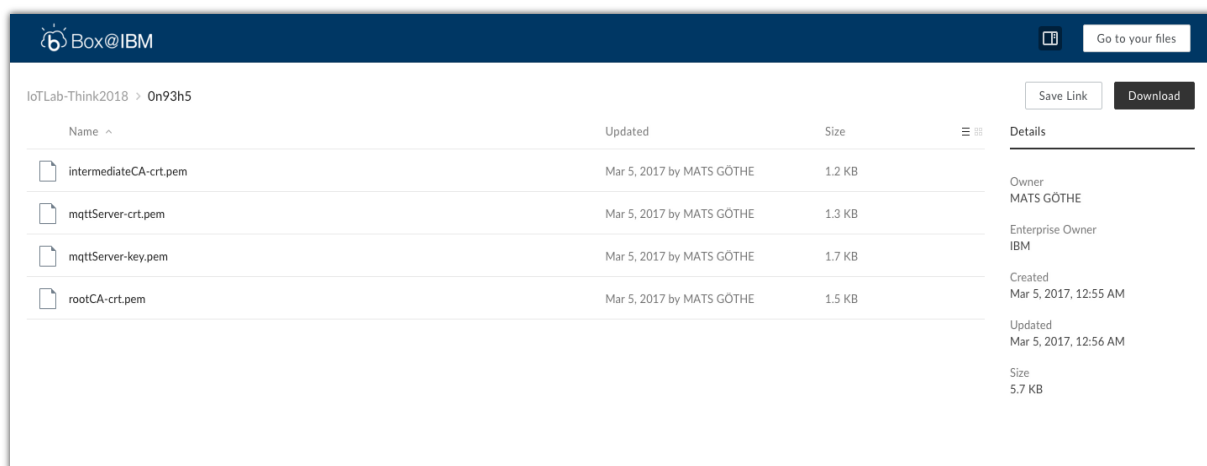 Box@IBM
Go to your files
IoTLab-Think2018 > 0n93h5
Save Link
Download
Name
Updated
Size
Details
intermediateCA-crt.pem Mar 5, 2017 by MATS GÖTHE 1.2 KB
mqttServer-crt.pem Mar 5, 2017 by MATS GÖTHE 1.3 KB
mqttServer-key.pem Mar 5, 2017 by MATS GÖTHE 1.7 KB
rootCA-crt.pem Mar 5, 2017 by MATS GÖTHE 1.5 KB
Owner
MATS GÖTHE
Enterprise Owner
IBM
Created
Mar 5, 2017, 12:55 AM
Updated
Mar 5, 2017, 12:56 AM
Size
5.7 KB